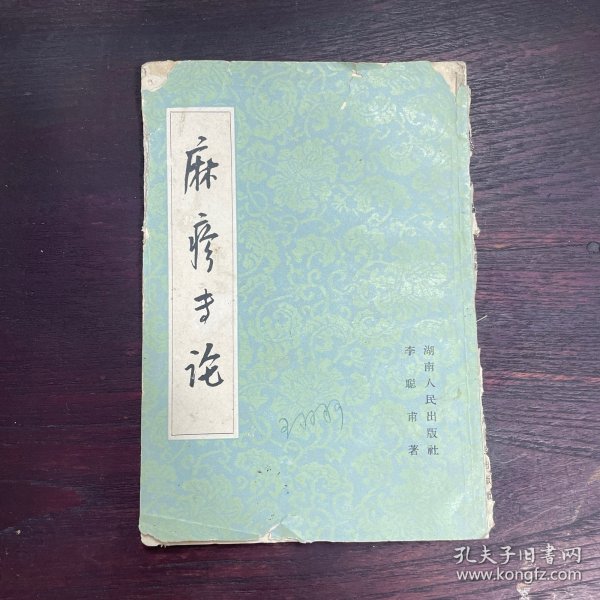 麻疹专论
湖南人民出版社
李聪甫 著
孔夫子旧书网
www.kongfz.com